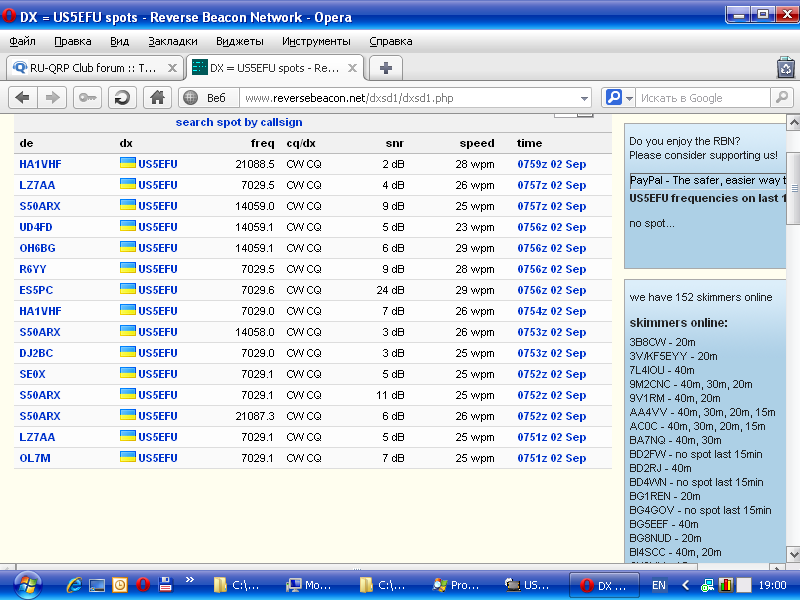 DX = US5EFU spots - Reverse Beacon Network - Opera
Файл Правка Вид Закладки Виджеты Инструменты Справка
RU-QRP Club forum :: T... DX = US5EFU spots - Re...
Веб www.reversebeacon.net/dxsd1/dxsd1.php Искать в Google
search spot by callsign
de dx freq cq/dx snr speed time
HA1VHF US5EFU 21088.5 CW CQ 2 dB 28 wpm 0759z 02 Sep
LZ7AA US5EFU 7029.5 CW CQ 4 dB 26 wpm 0757z 02 Sep
S50ARX US5EFU 14059.0 CW CQ 9 dB 25 wpm 0757z 02 Sep
UD4FD US5EFU 14059.1 CW CQ 5 dB 23 wpm 0756z 02 Sep
OH6BG US5EFU 14059.1 CW CQ 6 dB 29 wpm 0756z 02 Sep
R6YY US5EFU 7029.5 CW CQ 9 dB 28 wpm 0756z 02 Sep
ES5PC US5EFU 7029.6 CW CQ 24 dB 29 wpm 0756z 02 Sep
HA1VHF US5EFU 7029.0 CW CQ 7 dB 26 wpm 0754z 02 Sep
S50ARX US5EFU 14058.0 CW CQ 3 dB 26 wpm 0753z 02 Sep
DJ2BC US5EFU 7029.0 CW CQ 3 dB 25 wpm 0753z 02 Sep
SE0X US5EFU 7029.1 CW CQ 5 dB 25 wpm 0752z 02 Sep
S50ARX US5EFU 7029.1 CW CQ 11 dB 25 wpm 0752z 02 Sep
S50ARX US5EFU 21087.3 CW CQ 6 dB 26 wpm 0752z 02 Sep
LZ7AA US5EFU 7029.1 CW CQ 5 dB 25 wpm 0751z 02 Sep
OL7M US5EFU 7029.1 CW CQ 7 dB 25 wpm 0751z 02 Sep
Do you enjoy the RBN?
Please consider supporting us!
PayPal - The safer, easier way t
US5EFU frequencies on last 1
no spot...
we have 152 skimmers online
skimmers online:
3B8CW - 20m
3V/KF5EYY - 20m
7L4IOU - 40m
9M2CNC - 40m, 30m, 20m
9V1RM - 40m, 20m
AA4VV - 40m, 30m, 20m, 15m
AC0C - 40m, 30m, 20m, 15m
BA7NQ - 40m, 30m
BD2FW - no spot last 15min
BD2RJ - 40m
BD4WN - no spot last 15min
BG1REN - 20m
BG4GOV - no spot last 15min
BG5EEF - 40m
BG8NUD - 20m
BI4SCC - 40m, 20m
C:\... Mo... C:\... Pro... US... DX ... EN 19:00